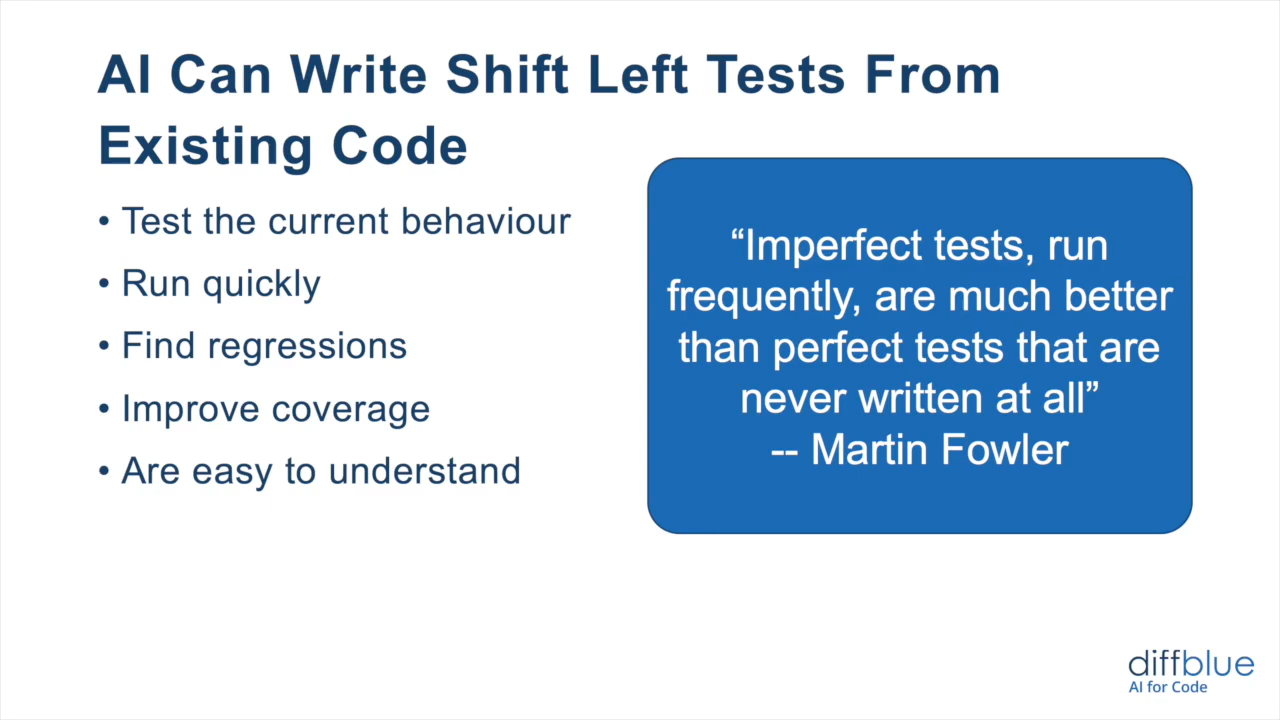 AI Can Write Shift Left Tests From
Existing Code
• Test the current behaviour
• Run quickly
• Find regressions
• Improve coverage
• Are easy to understand
“Imperfect tests, run
frequently, are much better
than perfect tests that are
never written at all”
-- Martin Fowler
diffblue
AI for Code